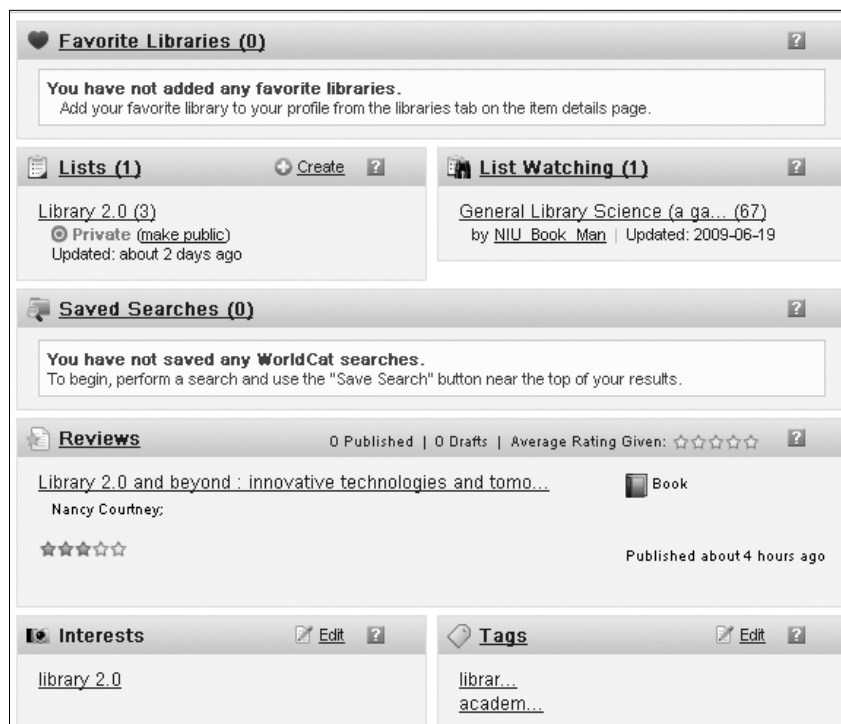 Favorite Libraries (0) ?
You have not added any favorite libraries.
Add your favorite library to your profile from the libraries tab on the item details page.
Lists (1) Create ?
Library 2.0 (3)
Private (make public)
Updated: about 2 days ago
List Watching (1) ?
General Library Science (a ga... (67)
by NIU_Book_Man | Updated: 2009-06-19
Saved Searches (0) ?
You have not saved any WorldCat searches.
To begin, perform a search and use the "Save Search" button near the top of your results.
Reviews 0 Published | 0 Drafts | Average Rating Given: ?
Library 2.0 and beyond : innovative technologies and tomo... Book
Nancy Courtney;
Published about 4 hours ago
Interests Edit ?
library 2.0
Tags Edit ?
librar...
academ...